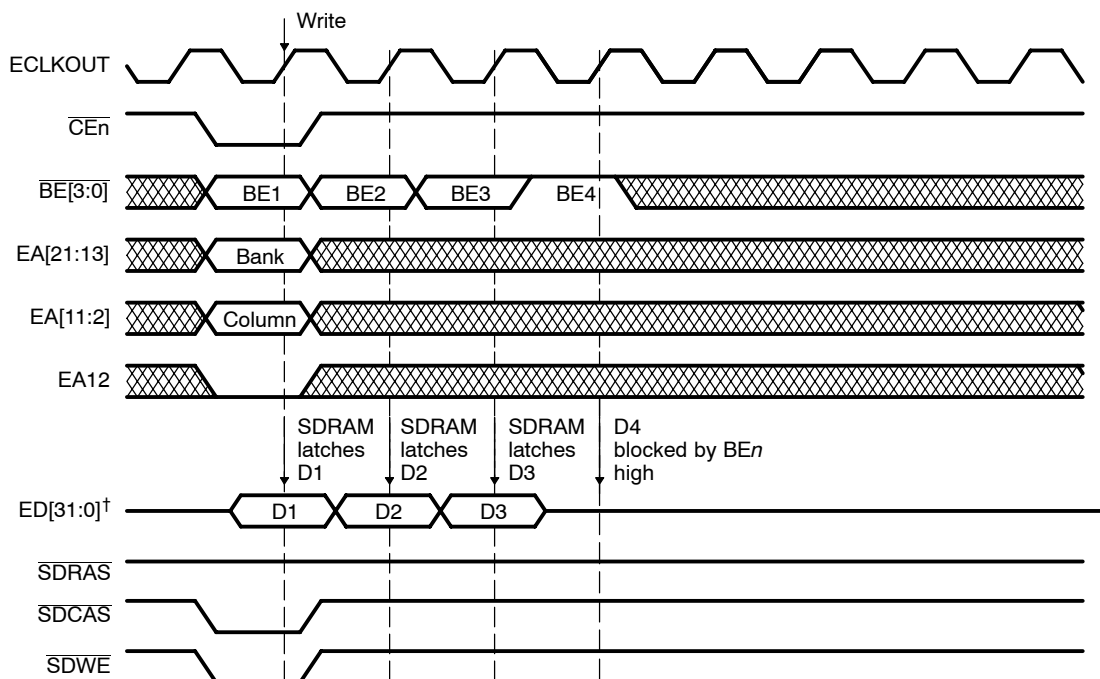 Write
ECLKOUT
CEn
BE[3:0]
BE1 BE2 BE3 BE4
EA[21:13]
Bank
EA[11:2]
Column
EA12
SDRAM latches D1
SDRAM latches D2
SDRAM latches D3
D4 blocked by BEn high
ED[31:0]†
D1 D2 D3
SDRAS
SDCAS
SDWE